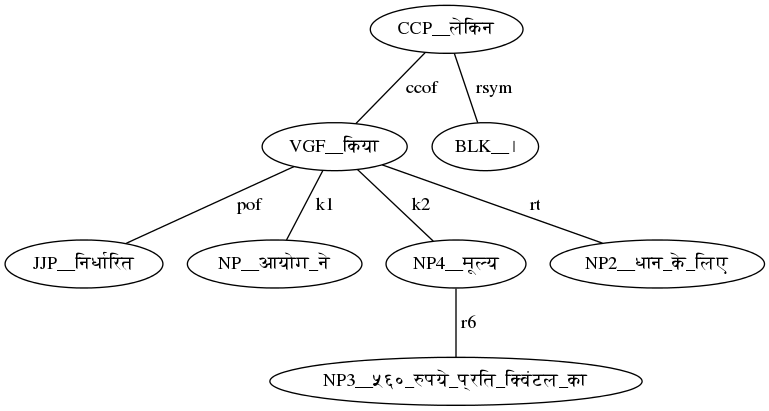 CCP__लेकिन
ccof rsym
VGF__किया BLK__।
pof k1 k2 rt
JJP__निर्धारित NP__आयोग_ने NP4__मूल्य NP2__धान_के_लिए
r6
NP3__५६०_रुपये_प्रति_क्विंटल_का